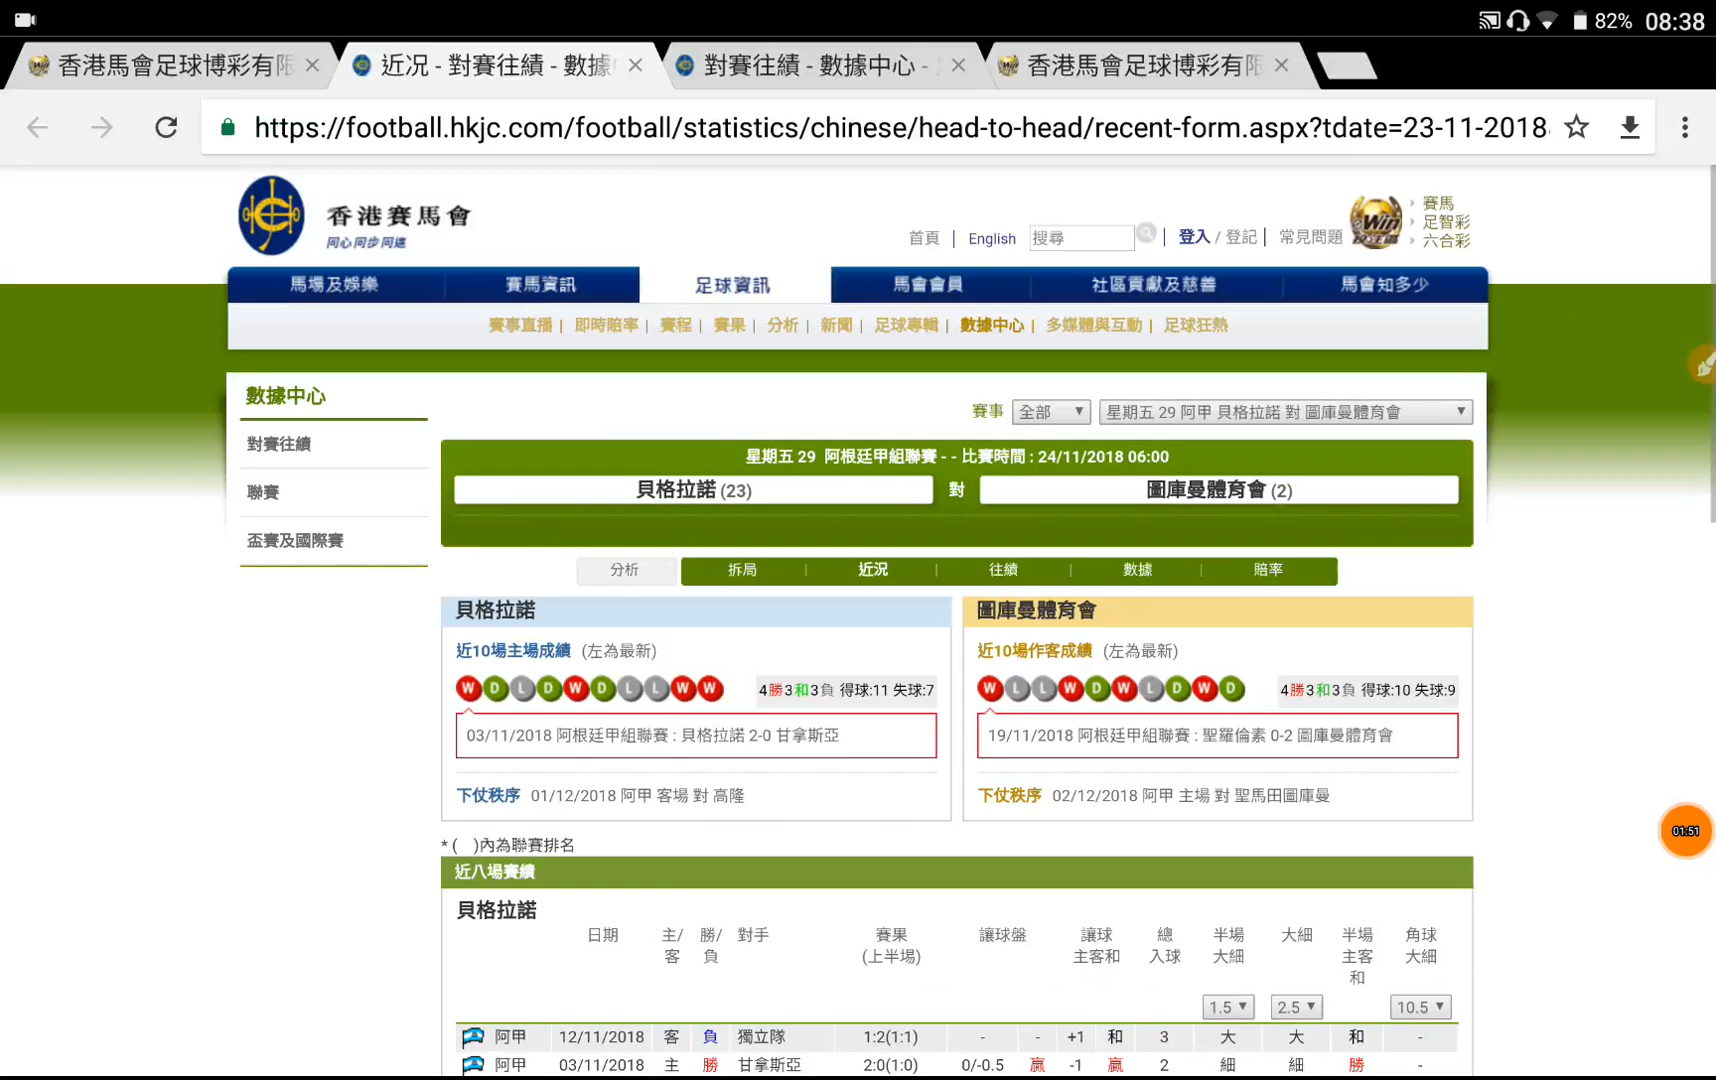 82% 08:38
香港馬會足球博彩有限 × 近況 - 對賽往績 - 數據 × 對賽往績 - 數據中心 - × 香港馬會足球博彩有限 ×
https://football.hkjc.com/football/statistics/chinese/head-to-head/recent-form.aspx?tdate=23-11-2018
香港賽馬會
同心同步同進
首頁 | English 搜尋 | 登入 / 登記 | 常見問題
eWin
投注區
賽馬
足智彩
六合彩
馬場及娛樂 賽馬資訊 足球資訊 馬會會員 社區貢獻及慈善 馬會知多少
賽事直播 | 即時賠率 | 賽程 | 賽果 | 分析 | 新聞 | 足球專輯 | 數據中心 | 多媒體與互動 | 足球狂熱
數據中心
對賽往績
聯賽
盃賽及國際賽
賽事 全部 星期五 29 阿甲 貝格拉諾 對 圖庫曼體育會
星期五 29 阿根廷甲組聯賽 - - 比賽時間 : 24/11/2018 06:00
貝格拉諾 (23) 對 圖庫曼體育會 (2)
分析 拆局 | 近況 | 往績 | 數據 | 賠率
貝格拉諾
近10場主場成績 (左為最新)
W D L D W D L L W W 4勝3和3負 得球:11 失球:7
03/11/2018 阿根廷甲組聯賽 : 貝格拉諾 2-0 甘拿斯亞
下仗秩序 01/12/2018 阿甲 客場 對 高隆
圖庫曼體育會
近10場作客成績 (左為最新)
W L L W D W L D W D 4勝3和3負 得球:10 失球:9
19/11/2018 阿根廷甲組聯賽 : 聖羅倫素 0-2 圖庫曼體育會
下仗秩序 02/12/2018 阿甲 主場 對 聖馬田圖庫曼
* ( )內為聯賽排名
近八場賽績
貝格拉諾
日期 主/客 勝/負 對手 賽果(上半場) 讓球盤 讓球主客和 總入球 半場大細 大細 半場主客和 角球大細
1.5 2.5 10.5
阿甲 12/11/2018 客 負 獨立隊 1:2(1:1) - - +1 和 3 大 大 和 -
阿甲 03/11/2018 主 勝 甘拿斯亞 2:0(1:0) 0/-0.5 贏 -1 贏 2 細 細 勝 -
01:51